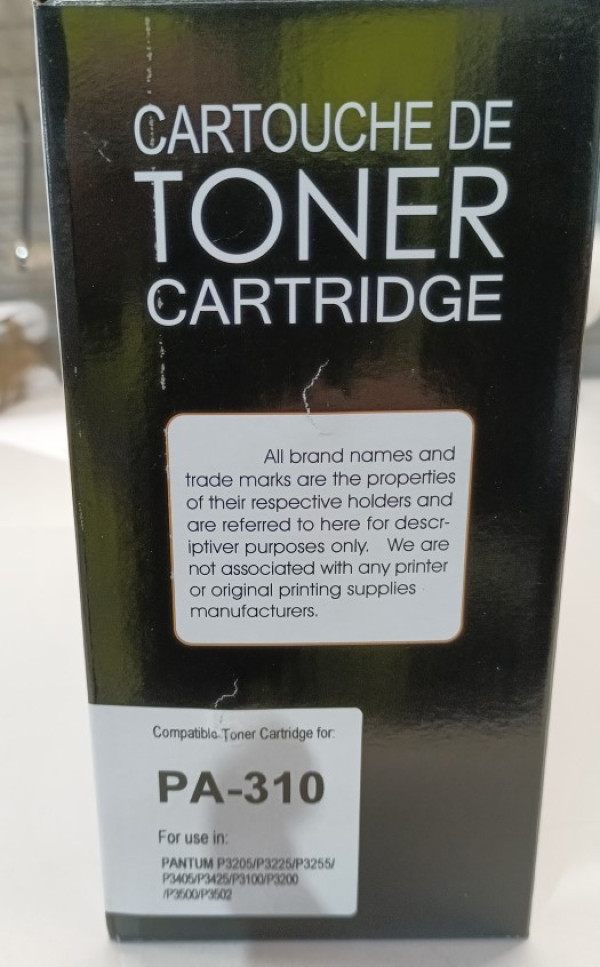 CARTOUCHE DE
TONER
CARTRIDGE
All brand names and
trade marks are the properties
of their respective holders and
are referred to here for descr-
iptiver purposes only. We are
not associated with any printer
or original printing supplies
manufacturers.
Compatible Toner Cartridge for:
PA-310
For use in:
PANTUM P3205/P3225/P3255/
P3405/P3425/P3100/P3200
/P3500/P3502